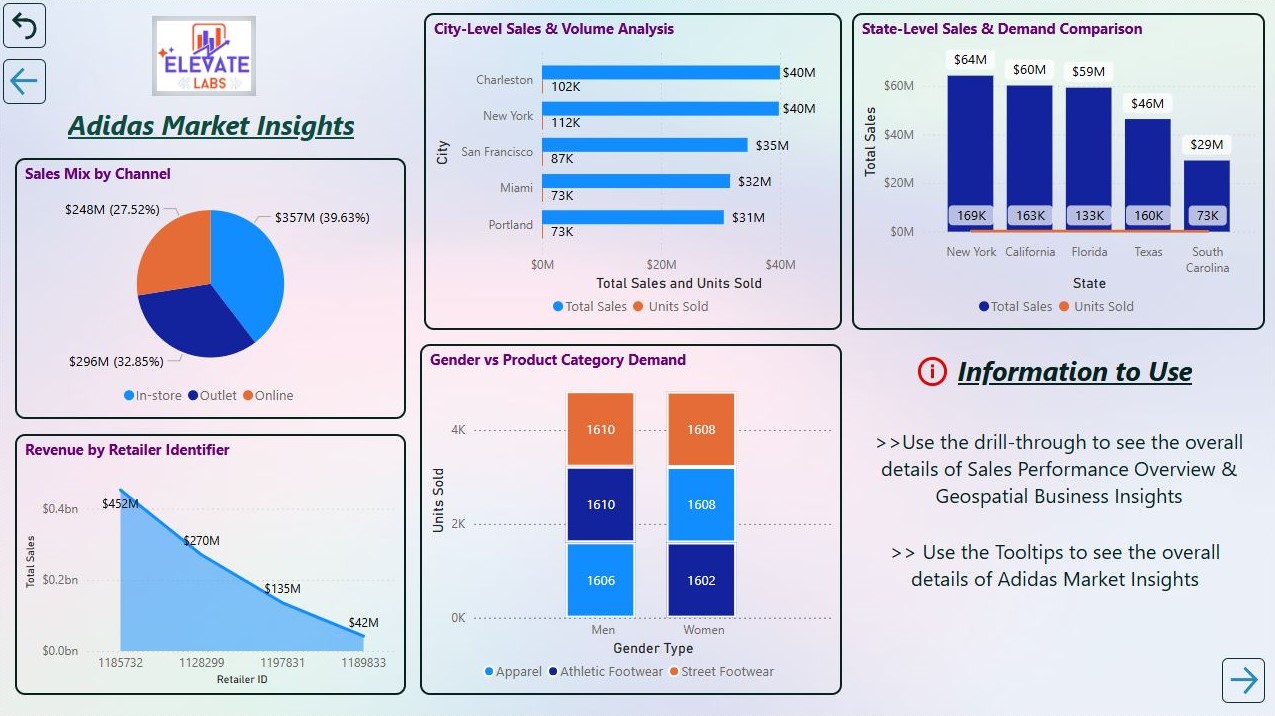 ELEVATE
LABS
Adidas Market Insights
Sales Mix by Channel
$248M (27.52%)
$357M (39.63%)
$296M (32.85%)
In-store Outlet Online
Revenue by Retailer Identifier
Total Sales
$0.4bn
$0.2bn
$0.0bn
$452M
$270M
$135M
$42M
1185732 1128299 1197831 1189833
Retailer ID
City-Level Sales & Volume Analysis
City
Charleston $40M
102K
New York $40M
112K
San Francisco $35M
87K
Miami $32M
73K
Portland $31M
73K
$0M $20M $40M
Total Sales and Units Sold
Total Sales Units Sold
Gender vs Product Category Demand
Units Sold
4K
2K
0K
1610 1608
1610 1608
1606 1602
Men Women
Gender Type
Apparel Athletic Footwear Street Footwear
State-Level Sales & Demand Comparison
Total Sales
$60M
$40M
$20M
$0M
$64M
$60M
$59M
$46M
$29M
169K 163K 133K 160K 73K
New York California Florida Texas South
Carolina
State
Total Sales Units Sold
Information to Use
>>Use the drill-through to see the overall
details of Sales Performance Overview &
Geospatial Business Insights
>> Use the Tooltips to see the overall
details of Adidas Market Insights